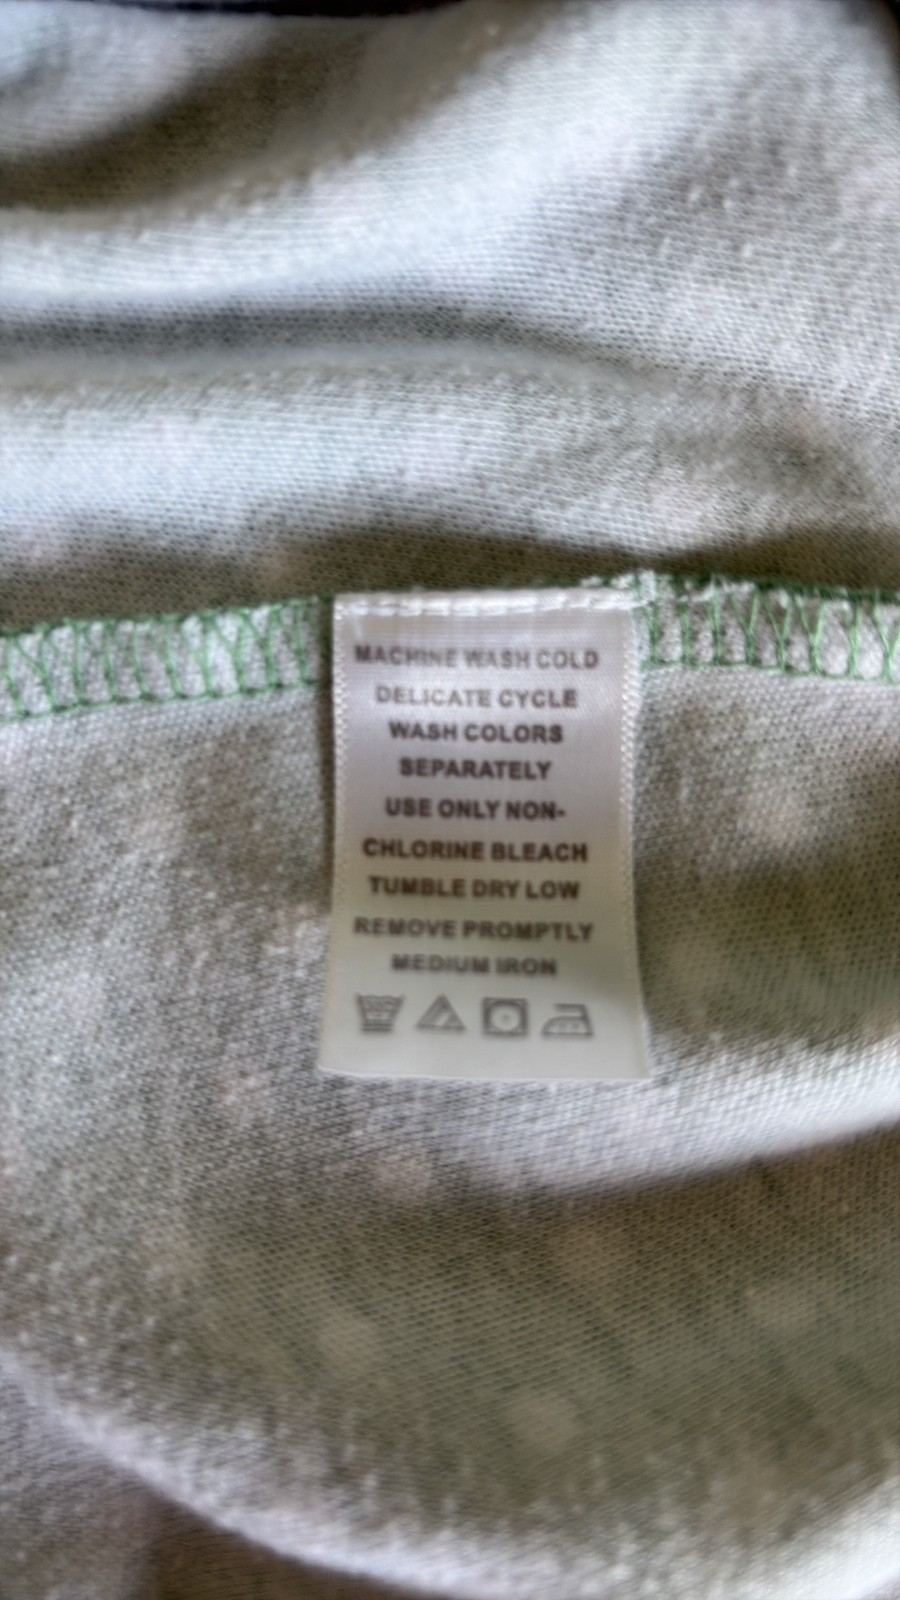 MACHINE WASH COLD
DELICATE CYCLE
WASH COLORS
SEPARATELY
USE ONLY NON-
CHLORINE BLEACH
TUMBLE DRY LOW
REMOVE PROMPTLY
MEDIUM IRON